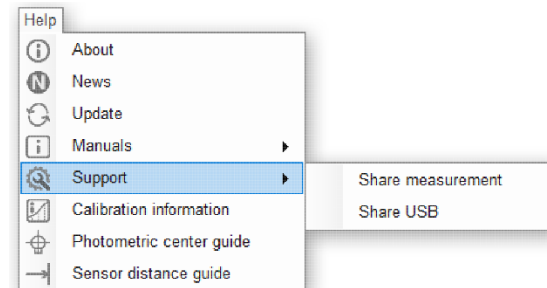 Help
About
News
Update
Manuals
Support
Share measurement
Share USB
Calibration information
Photometric center guide
Sensor distance guide